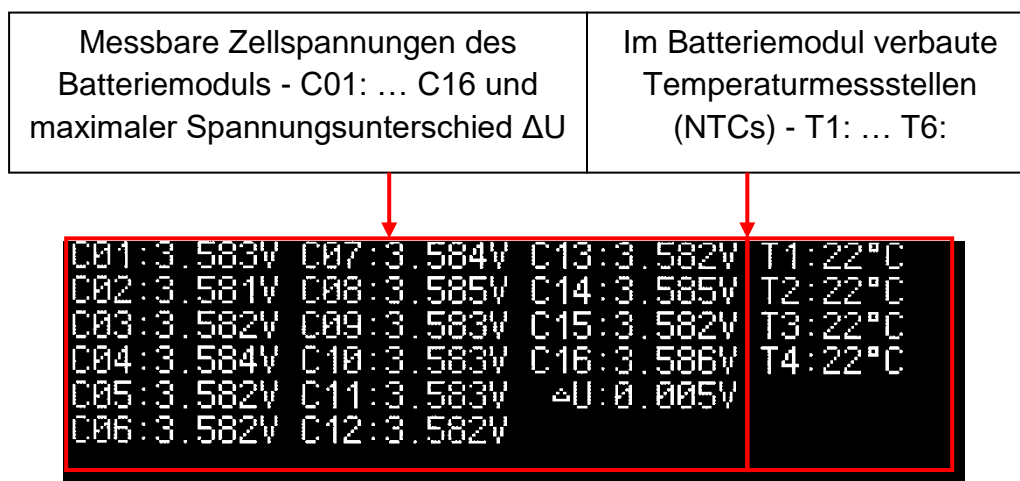 Messbare Zellspannungen des
Batteriemoduls - C01: … C16 und
maximaler Spannungsunterschied ΔU
Im Batteriemodul verbaute
Temperaturmessstellen
(NTCs) - T1: … T6:
C01:3.583V C07:3.584V C13:3.582V T1:22°C
C02:3.581V C08:3.585V C14:3.585V T2:22°C
C03:3.582V C09:3.583V C15:3.582V T3:22°C
C04:3.584V C10:3.583V C16:3.586V T4:22°C
C05:3.582V C11:3.583V ΔU:0.005V
C06:3.582V C12:3.582V